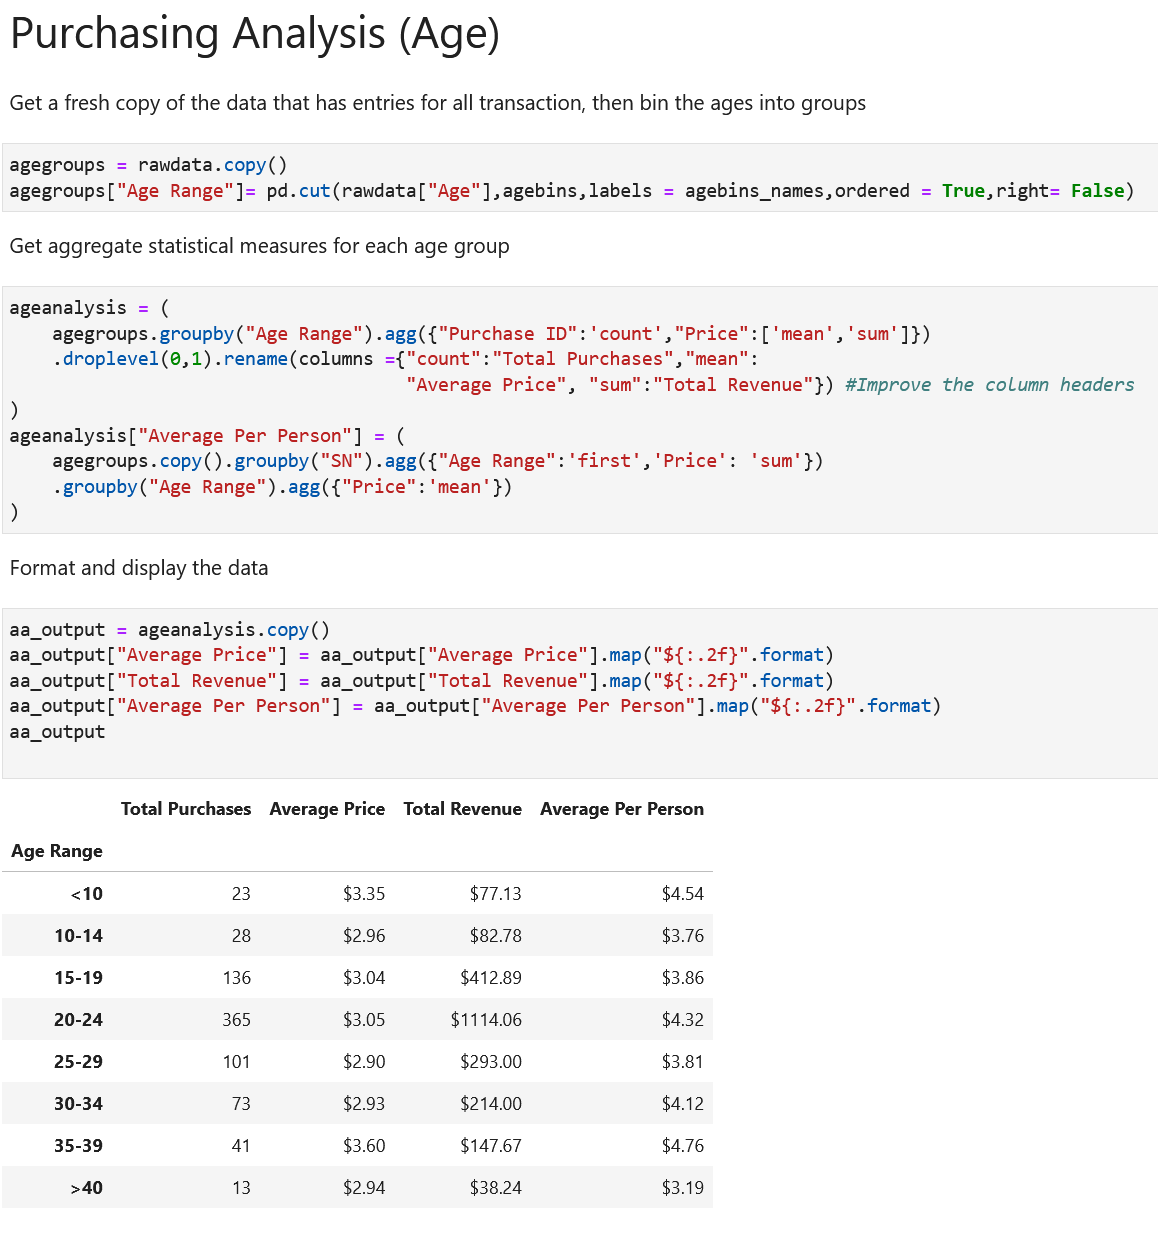 Purchasing Analysis (Age)
Get a fresh copy of the data that has entries for all transaction, then bin the ages into groups
agegroups = rawdata.copy()
agegroups["Age Range"]= pd.cut(rawdata["Age"],agebins,labels = agebins_names,ordered = True,right= False)
Get aggregate statistical measures for each age group
ageanalysis = (
    agegroups.groupby("Age Range").agg({"Purchase ID":'count',"Price":['mean','sum']})
    .droplevel(0,1).rename(columns ={"count":"Total Purchases","mean":
                                     "Average Price", "sum":"Total Revenue"}) #Improve the column headers
)
ageanalysis["Average Per Person"] = (
    agegroups.copy().groupby("SN").agg({"Age Range":'first','Price': 'sum'})
    .groupby("Age Range").agg({"Price":'mean'})
)
Format and display the data
aa_output = ageanalysis.copy()
aa_output["Average Price"] = aa_output["Average Price"].map("${:.2f}".format)
aa_output["Total Revenue"] = aa_output["Total Revenue"].map("${:.2f}".format)
aa_output["Average Per Person"] = aa_output["Average Per Person"].map("${:.2f}".format)
aa_output
Total Purchases Average Price Total Revenue Average Per Person
Age Range
<10 23 $3.35 $77.13 $4.54
10-14 28 $2.96 $82.78 $3.76
15-19 136 $3.04 $412.89 $3.86
20-24 365 $3.05 $1114.06 $4.32
25-29 101 $2.90 $293.00 $3.81
30-34 73 $2.93 $214.00 $4.12
35-39 41 $3.60 $147.67 $4.76
>40 13 $2.94 $38.24 $3.19